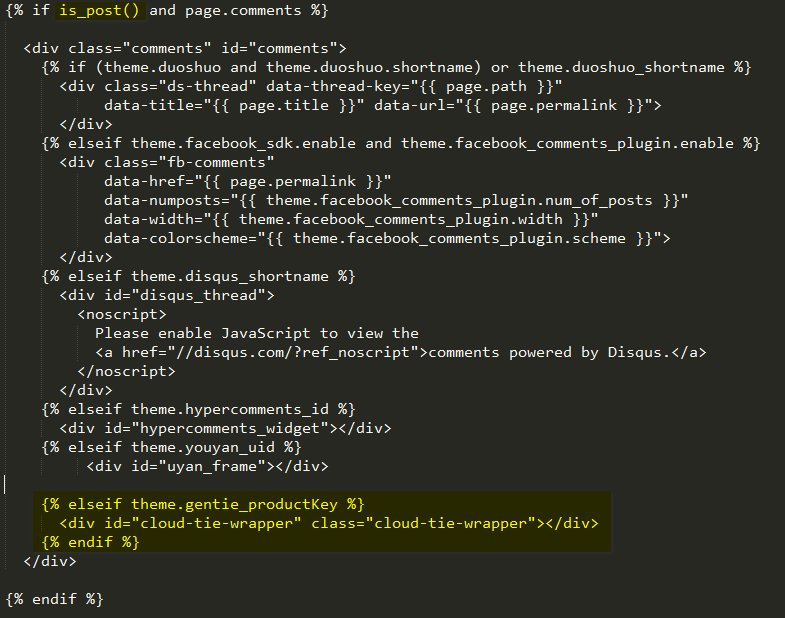 {% if is_post() and page.comments %}
<div class="comments" id="comments">
{% if (theme.duoshuo and theme.duoshuo.shortname) or theme.duoshuo_shortname %}
<div class="ds-thread" data-thread-key="{{ page.path }}"
data-title="{{ page.title }}" data-url="{{ page.permalink }}">
</div>
{% elseif theme.facebook_sdk.enable and theme.facebook_comments_plugin.enable %}
<div class="fb-comments"
data-href="{{ page.permalink }}"
data-numposts="{{ theme.facebook_comments_plugin.num_of_posts }}"
data-width="{{ theme.facebook_comments_plugin.width }}"
data-colorscheme="{{ theme.facebook_comments_plugin.scheme }}">
</div>
{% elseif theme.disqus_shortname %}
<div id="disqus_thread">
<noscript>
Please enable JavaScript to view the
<a href="//disqus.com/?ref_noscript">comments powered by Disqus.</a>
</noscript>
</div>
{% elseif theme.hypercomments_id %}
<div id="hypercomments_widget"></div>
{% elseif theme.youyan_uid %}
<div id="uyan_frame"></div>
{% elseif theme.gentie_productKey %}
<div id="cloud-tie-wrapper" class="cloud-tie-wrapper"></div>
{% endif %}
</div>
{% endif %}